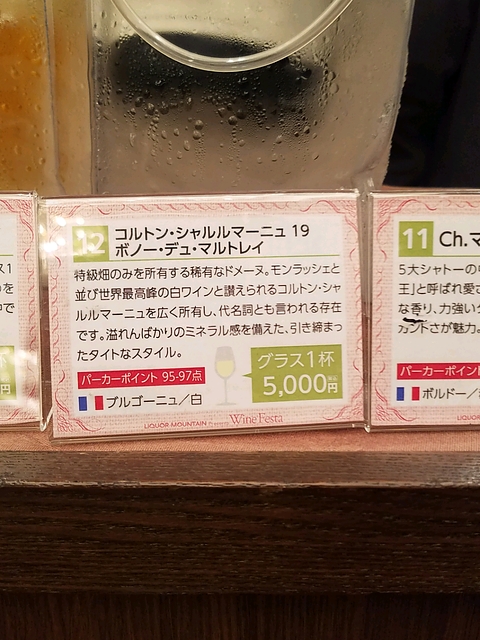 12 コルトン・シャルルマーニュ 19
ボノー・デュ・マルトレイ
特級畑のみを所有する稀有なドメーヌ。モンラッシェと
並び世界最高峰の白ワインと讃えられるコルトン・シャ
ルルマーニュを広く所有し、代名詞とも言われる存在
です。溢れんばかりのミネラル感を備えた、引き締まっ
たタイトなスタイル。
パーカーポイント 95-97点
ブルゴーニュ/白
グラス1杯
5,000円
LIQUOR MOUNTAIN Wine Festa
11 Ch.マ
5大シャトーの
王」と呼ばれ愛さ
な香り、力強い
カントさが魅力。
パーカーポイント
ボルドー/
ス1
円